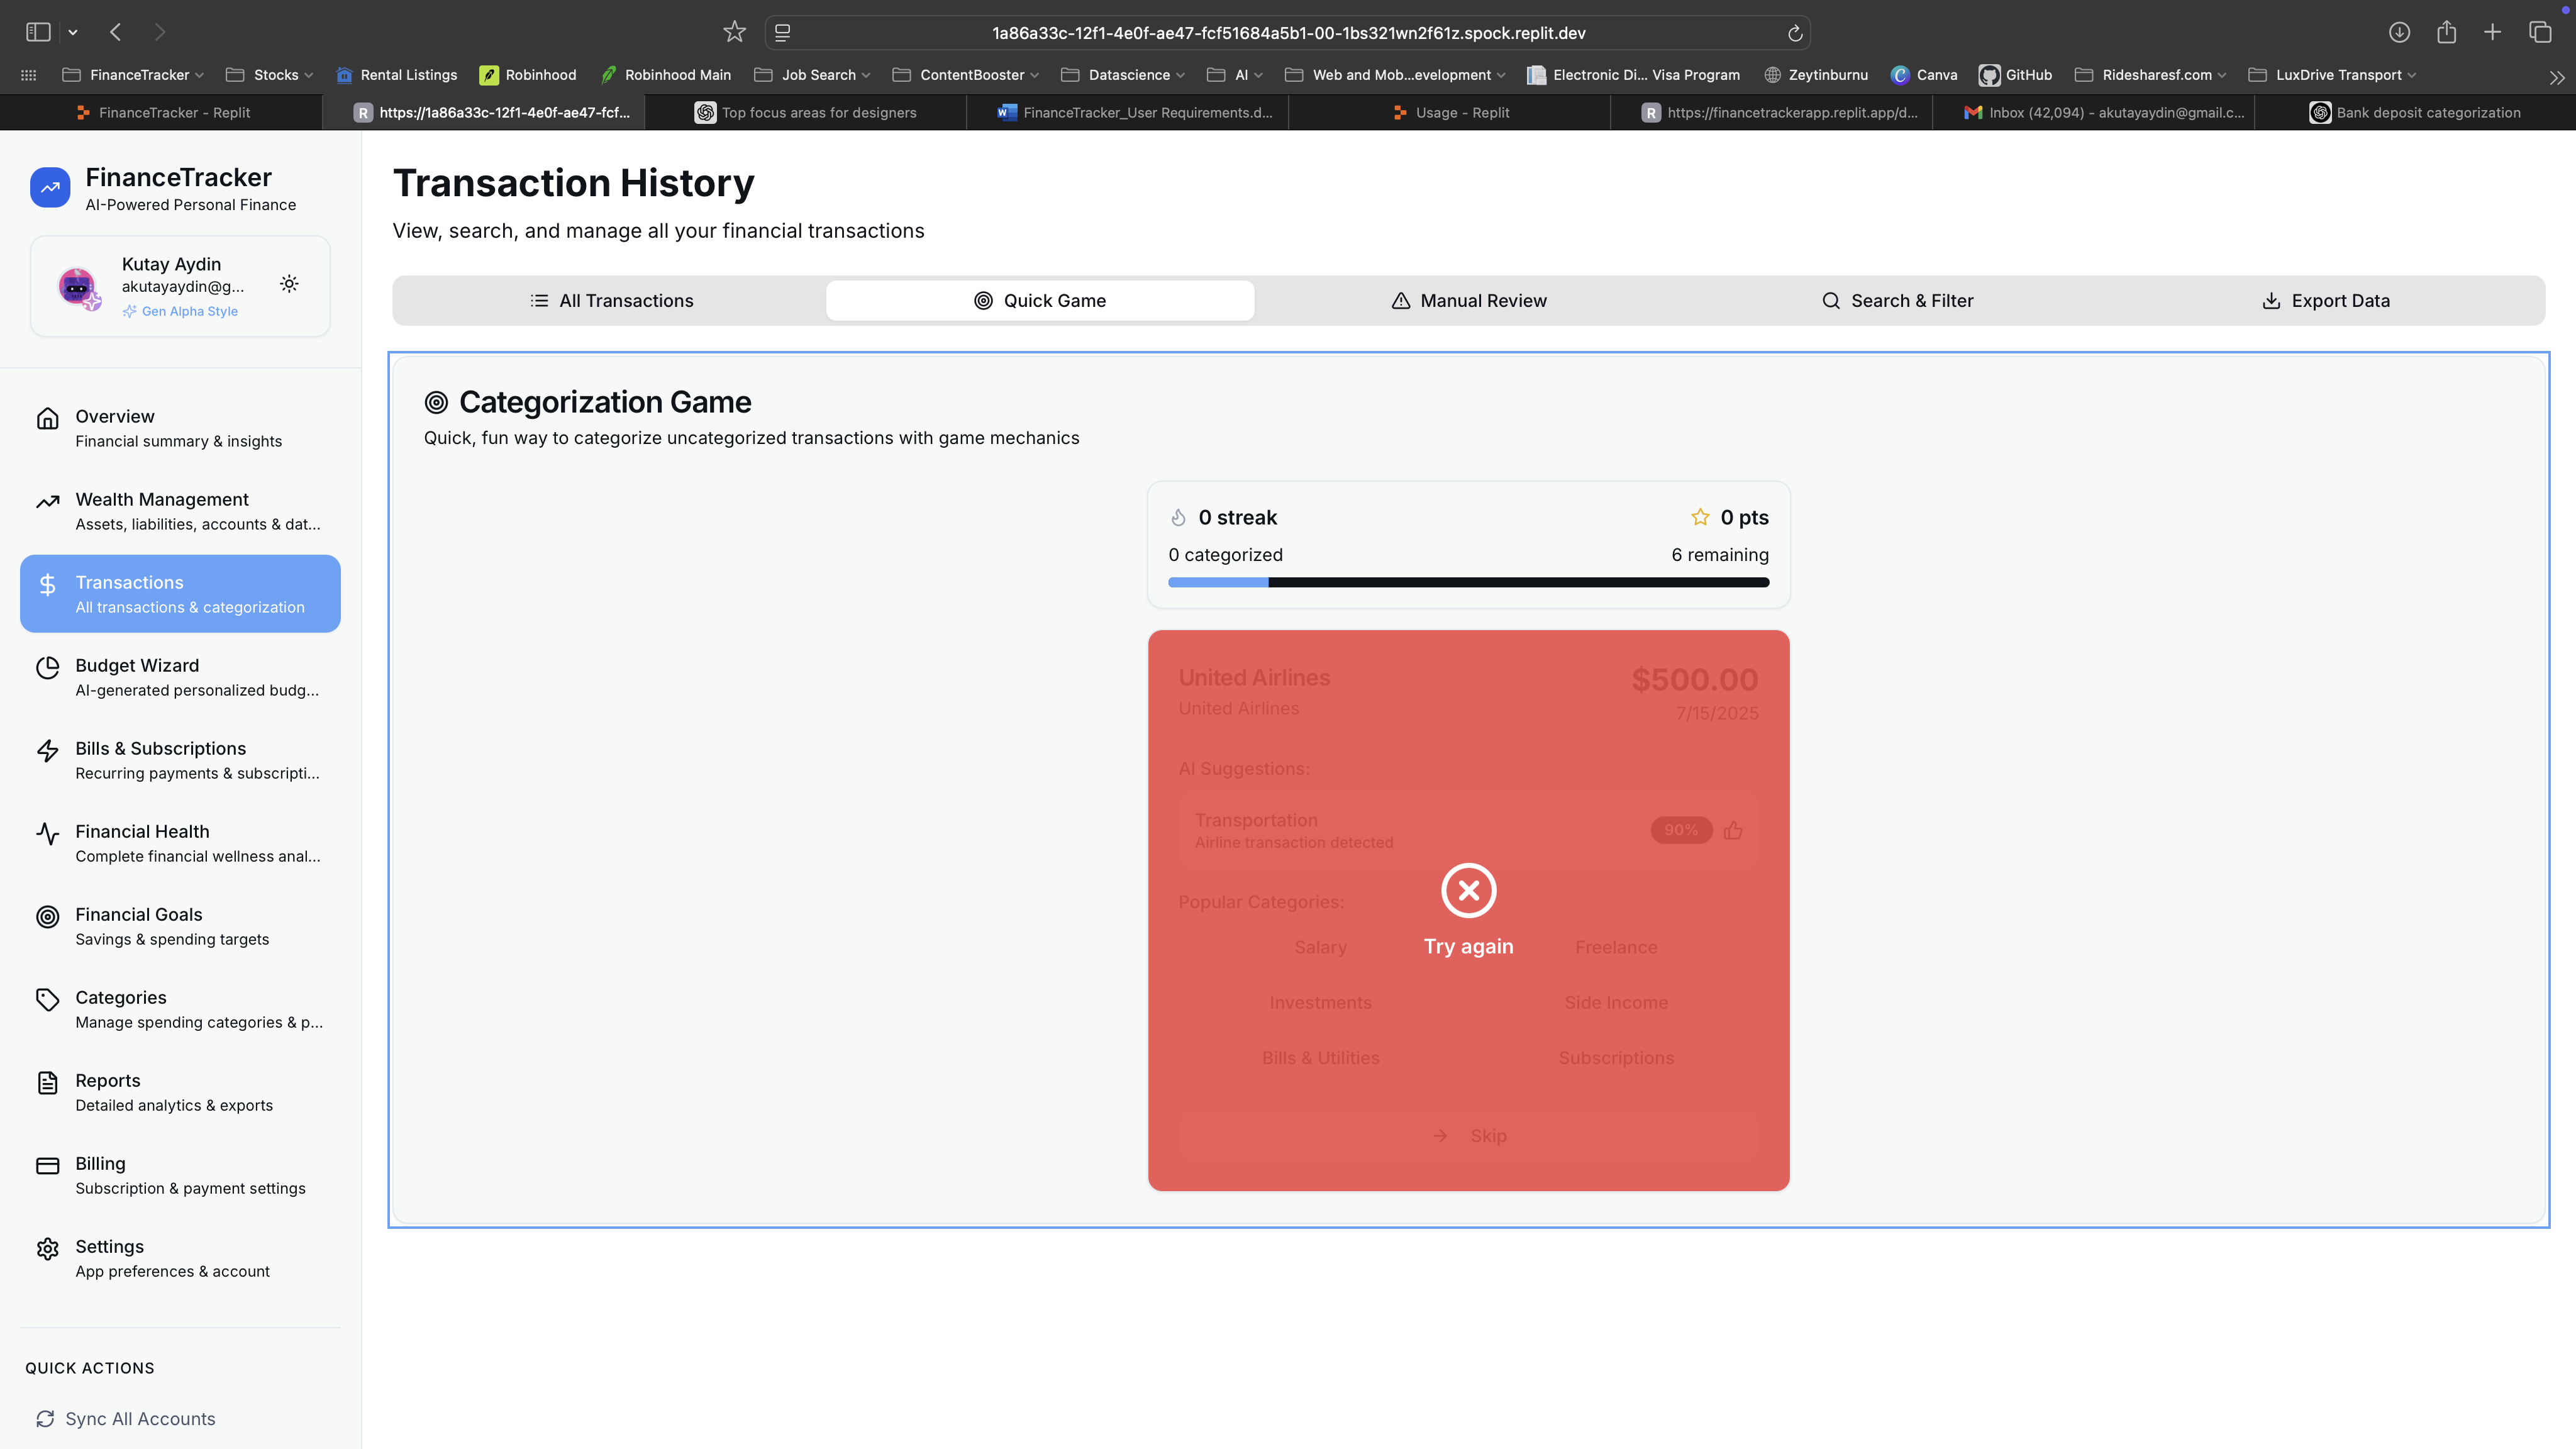 1a86a33c-12f1-4e0f-ae47-fcf51684a5b1-00-1bs321wn2f61z.spock.replit.dev
FinanceTracker
Stocks
Rental Listings
Robinhood
Robinhood Main
Job Search
ContentBooster
Datascience
AI
Web and Mob...evelopment
Electronic Di... Visa Program
Zeytinburnu
Canva
GitHub
Ridesharesf.com
LuxDrive Transport
FinanceTracker - Replit
R https://1a86a33c-12f1-4e0f-ae47-fcf...
Top focus areas for designers
W FinanceTracker_User Requirements.d...
Usage - Replit
R https://financetrackerapp.replit.app/d...
Inbox (42,094) - akutayaydin@gmail.c...
Bank deposit categorization
FinanceTracker
AI-Powered Personal Finance
Kutay Aydin
akutayaydin@g...
Gen Alpha Style
Overview
Financial summary & insights
Wealth Management
Assets, liabilities, accounts & dat...
Transactions
All transactions & categorization
Budget Wizard
AI-generated personalized budg...
Bills & Subscriptions
Recurring payments & subscripti...
Financial Health
Complete financial wellness anal...
Financial Goals
Savings & spending targets
Categories
Manage spending categories & p...
Reports
Detailed analytics & exports
Billing
Subscription & payment settings
Settings
App preferences & account
QUICK ACTIONS
Sync All Accounts
Transaction History
View, search, and manage all your financial transactions
All Transactions
Quick Game
Manual Review
Search & Filter
Export Data
Categorization Game
Quick, fun way to categorize uncategorized transactions with game mechanics
0 streak
0 pts
0 categorized
6 remaining
United Airlines
$500.00
United Airlines
7/15/2025
AI Suggestions:
Transportation
Airline transaction detected
90%
Popular Categories:
Try again
Salary
Freelance
Investments
Side Income
Bills & Utilities
Subscriptions
Skip